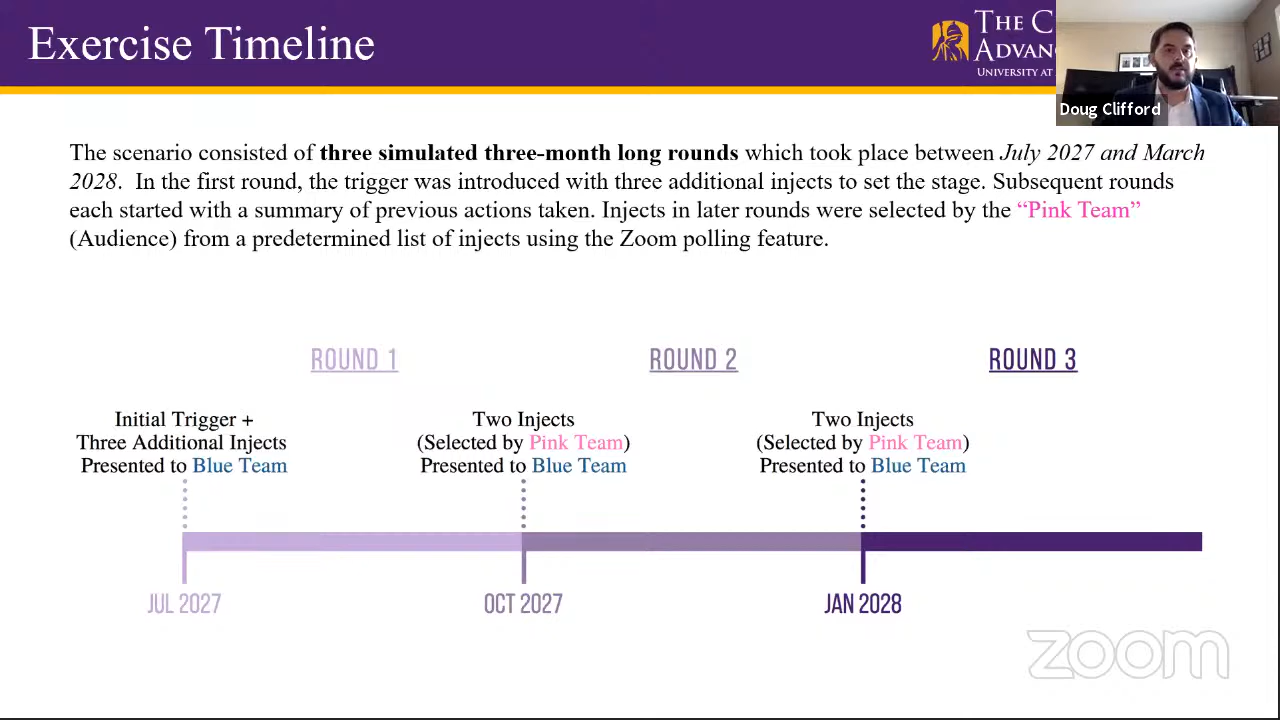 Exercise Timeline
THE C
ADVANC
UNIVERSITY AT
Doug Clifford
The scenario consisted of three simulated three-month long rounds which took place between July 2027 and March
2028. In the first round, the trigger was introduced with three additional injects to set the stage. Subsequent rounds
each started with a summary of previous actions taken. Injects in later rounds were selected by the “Pink Team”
(Audience) from a predetermined list of injects using the Zoom polling feature.
ROUND 1
ROUND 2
ROUND 3
Initial Trigger +
Three Additional Injects
Presented to Blue Team
Two Injects
(Selected by Pink Team)
Presented to Blue Team
Two Injects
(Selected by Pink Team)
Presented to Blue Team
JUL 2027
OCT 2027
JAN 2028
zoom